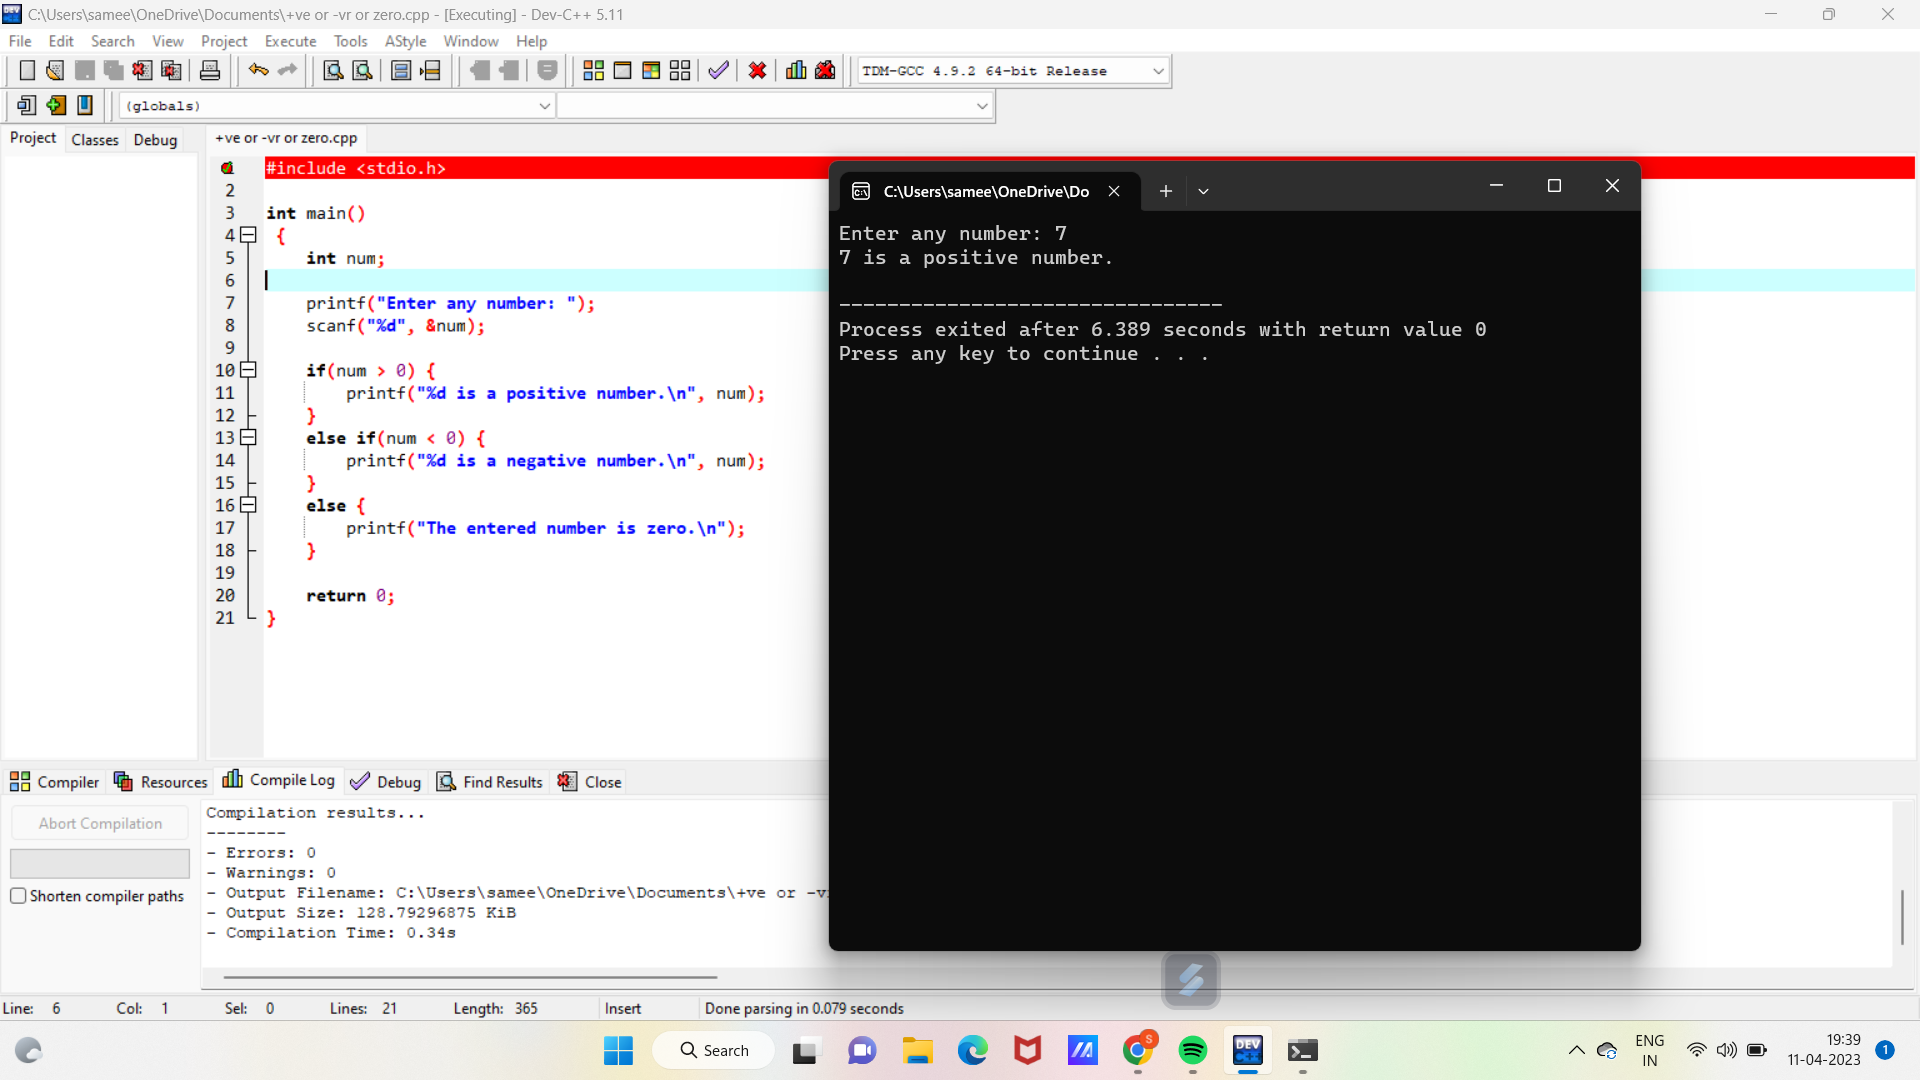 C:\Users\samee\OneDrive\Documents\+ve or -vr or zero.cpp - [Executing] - Dev-C++ 5.11
File Edit Search View Project Execute Tools AStyle Window Help
TDM-GCC 4.9.2 64-bit Release
(globals)
Project Classes Debug
+ve or -vr or zero.cpp
#include <stdio.h>
2
3 int main()
4 {
5 int num;
6
7 printf("Enter any number: ");
8 scanf("%d", &num);
9
10 if(num > 0) {
11 printf("%d is a positive number.\n", num);
12 }
13 else if(num < 0) {
14 printf("%d is a negative number.\n", num);
15 }
16 else {
17 printf("The entered number is zero.\n");
18 }
19
20 return 0;
21 }
C:\Users\samee\OneDrive\Do
Enter any number: 7
7 is a positive number.
--------------------------------
Process exited after 6.389 seconds with return value 0
Press any key to continue . . .
Compiler Resources Compile Log Debug Find Results Close
Abort Compilation
Shorten compiler paths
Compilation results...
--------
- Errors: 0
- Warnings: 0
- Output Filename: C:\Users\samee\OneDrive\Documents\+ve or -v
- Output Size: 128.79296875 KiB
- Compilation Time: 0.34s
Line: 6 Col: 1 Sel: 0 Lines: 21 Length: 365 Insert Done parsing in 0.079 seconds
Search
S
DEV
C++
ENG
IN
19:39
11-04-2023
1